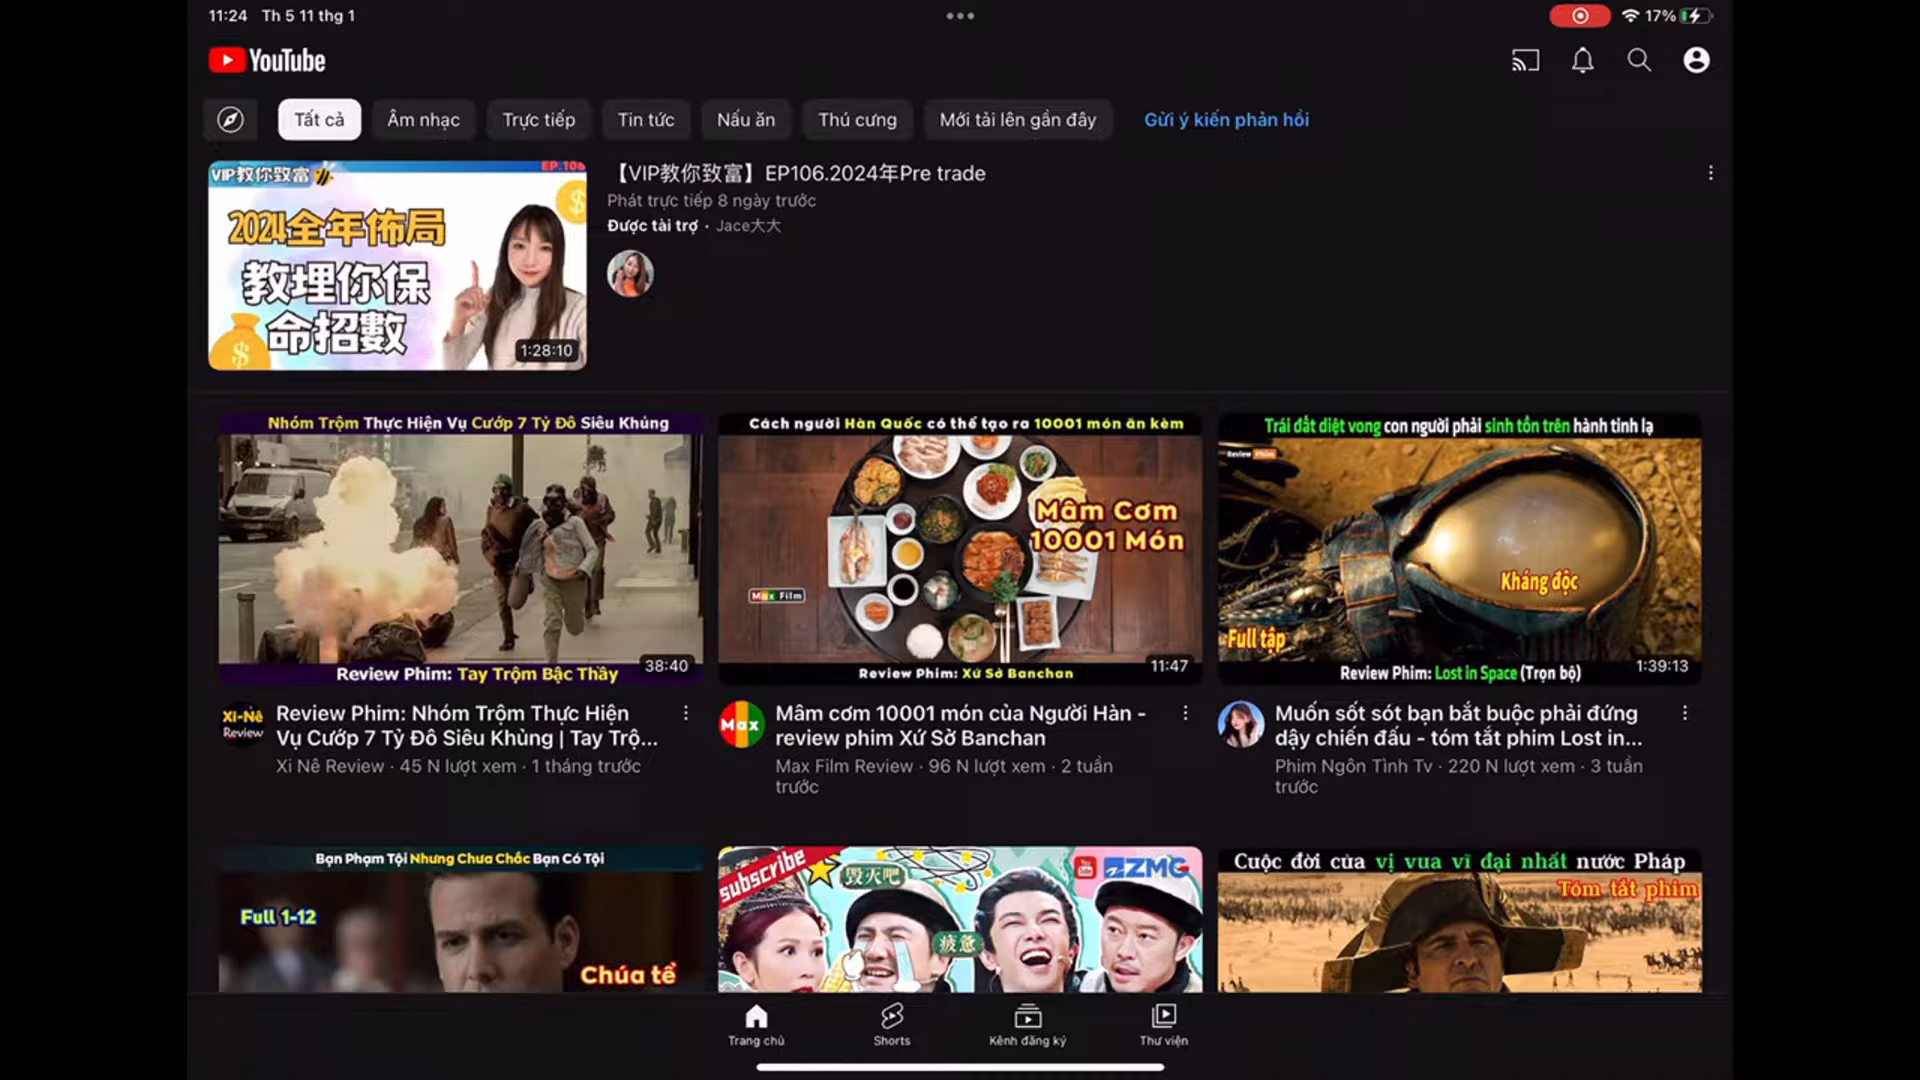 11:24 Th 5 11 thg 1
17%
YouTube
Tất cả
Âm nhạc
Trực tiếp
Tin tức
Nấu ăn
Thú cưng
Mới tải lên gần đây
Gửi ý kiến phản hồi
VIP教你致富
EP.106
2024全年佈局
教埋你保
命招數
1:28:10
【VIP教你致富】EP106.2024年Pre trade
Phát trực tiếp 8 ngày trước
Được tài trợ · Jace大大
Nhóm Trộm Thực Hiện Vụ Cướp 7 Tỷ Đô Siêu Khủng
Review Phim: Tay Trộm Bậc Thầy
38:40
Xi-Nê
Review
Review Phim: Nhóm Trộm Thực Hiện
Vụ Cướp 7 Tỷ Đô Siêu Khủng | Tay Trộ...
Xi Nê Review · 45 N lượt xem · 1 tháng trước
Cách người Hàn Quốc có thể tạo ra 10001 món ăn kèm
Mâm Cơm
10001 Món
Max Film
Review Phim: Xứ Sở Banchan
11:47
Max
Mâm cơm 10001 món của Người Hàn -
review phim Xứ Sở Banchan
Max Film Review · 96 N lượt xem · 2 tuần
trước
Trái đất diệt vong con người phải sinh tồn trên hành tinh lạ
Review Phim
Kháng độc
Full tập
Review Phim: Lost in Space (Trọn bộ)
1:39:13
Muốn sốt sót bạn bắt buộc phải đứng
dậy chiến đấu - tóm tắt phim Lost in...
Phim Ngôn Tình Tv · 220 N lượt xem · 3 tuần
trước
Bạn Phạm Tội Nhưng Chưa Chắc Bạn Có Tội
Full 1-12
Chúa tể
subscribe
毁灭吧
ZMG
疲惫
Cuộc đời của vị vua vĩ đại nhất nước Pháp
Tóm tắt phim
Trang chủ
Shorts
Kênh đăng ký
Thư viện